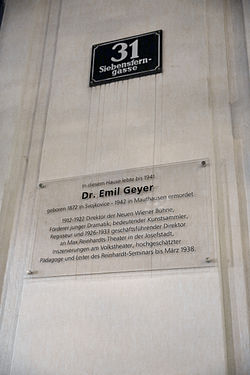 31
Siebenstern-
gasse
In diesem Hause lebte bis 1941
Dr. Emil Geyer
geboren 1872 in Svojkovice - 1942 in Mauthausen ermordet.
1912-1922 Direktor der Neuen Wiener Bühne,
Förderer junger Dramatik, bedeutender Kunstsammler,
Regisseur und 1926-1933 geschäftsführender Direktor
an Max Reinhardts Theater in der Josefstadt,
Inszenierungen am Volkstheater, hochgeschätzter
Pädagoge und Leiter des Reinhardt-Seminars bis März 1938.